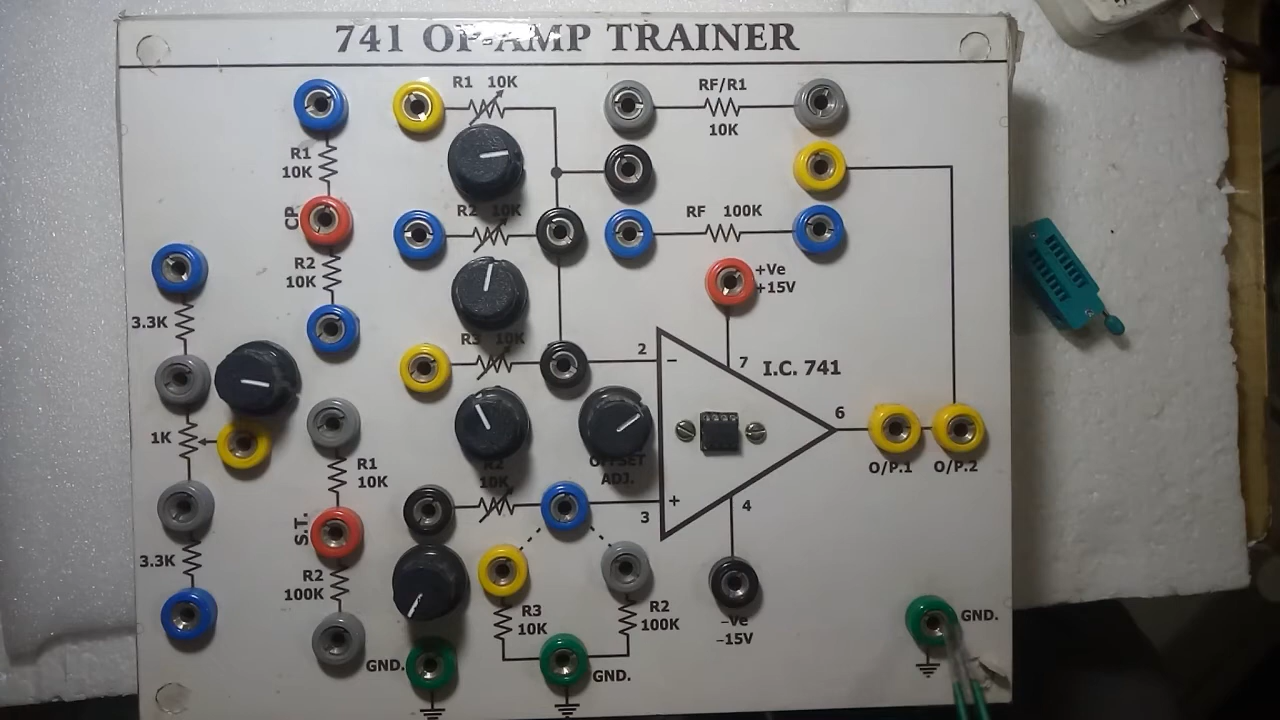 741 OP-AMP TRAINER
R1 10K
RF/R1
10K
R1
10K
CP
R2 10K
RF 100K
R2
10K
+Ve
+15V
3.3K
R3 10K
2
−
7
I.C. 741
1K
6
O/P.1
O/P.2
R1
10K
R2
10K
OFFSET
ADJ.
+
3
4
S.T.
3.3K
R2
100K
R3
10K
R2
100K
−Ve
−15V
GND.
GND.
GND.